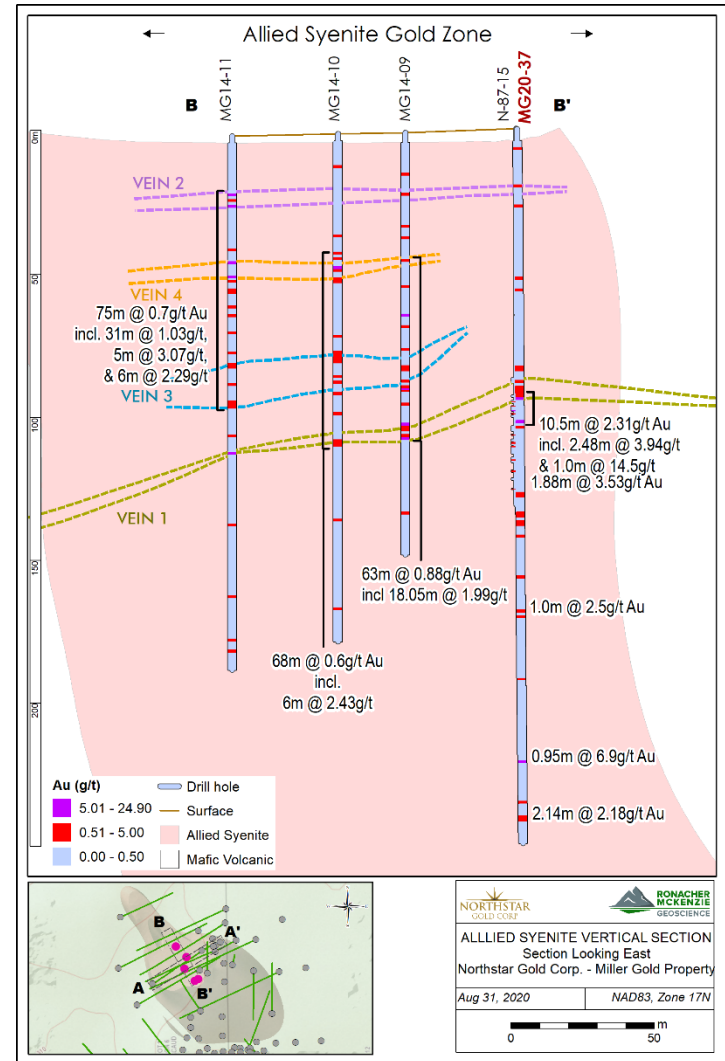 Allied Syenite Gold Zone
B
MG14-11
MG14-10
MG14-09
N-87-15
MG20-37
B'
0m
50
100
150
200
VEIN 2
VEIN 4
75m @ 0.7g/t Au
incl. 31m @ 1.03g/t,
5m @ 3.07g/t,
& 6m @ 2.29g/t
VEIN 3
VEIN 1
10.5m @ 2.31g/t Au
incl. 2.48m @ 3.94g/t
& 1.0m @ 14.5g/t
1.88m @ 3.53g/t Au
63m @ 0.88g/t Au
incl 18.05m @ 1.99g/t
1.0m @ 2.5g/t Au
68m @ 0.6g/t Au
incl.
6m @ 2.43g/t
0.95m @ 6.9g/t Au
2.14m @ 2.18g/t Au
Au (g/t)
5.01 - 24.90
0.51 - 5.00
0.00 - 0.50
Drill hole
Surface
Allied Syenite
Mafic Volcanic
B
A'
A
B'
NORTHSTAR
GOLD CORP
RONACHER
MCKENZIE
GEOSCIENCE
ALLLIED SYENITE VERTICAL SECTION
Section Looking East
Northstar Gold Corp. - Miller Gold Property
Aug 31, 2020
NAD83, Zone 17N
m
0
50